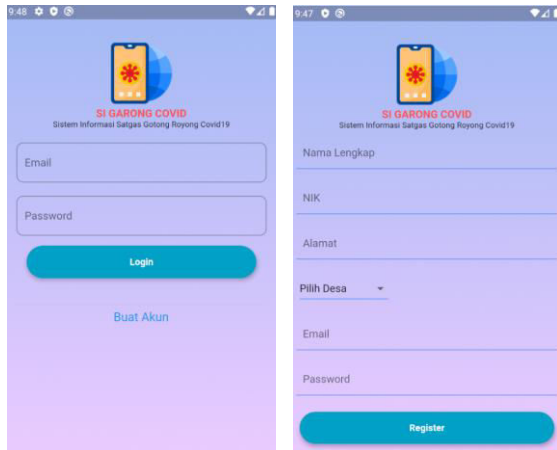 9:48
SI GARONG COVID
Sistem Informasi Satgas Gotong Royong Covid19
Email
Password
Login
Buat Akun
9:47
SI GARONG COVID
Sistem Informasi Satgas Gotong Royong Covid19
Nama Lengkap
NIK
Alamat
Pilih Desa
Email
Password
Register